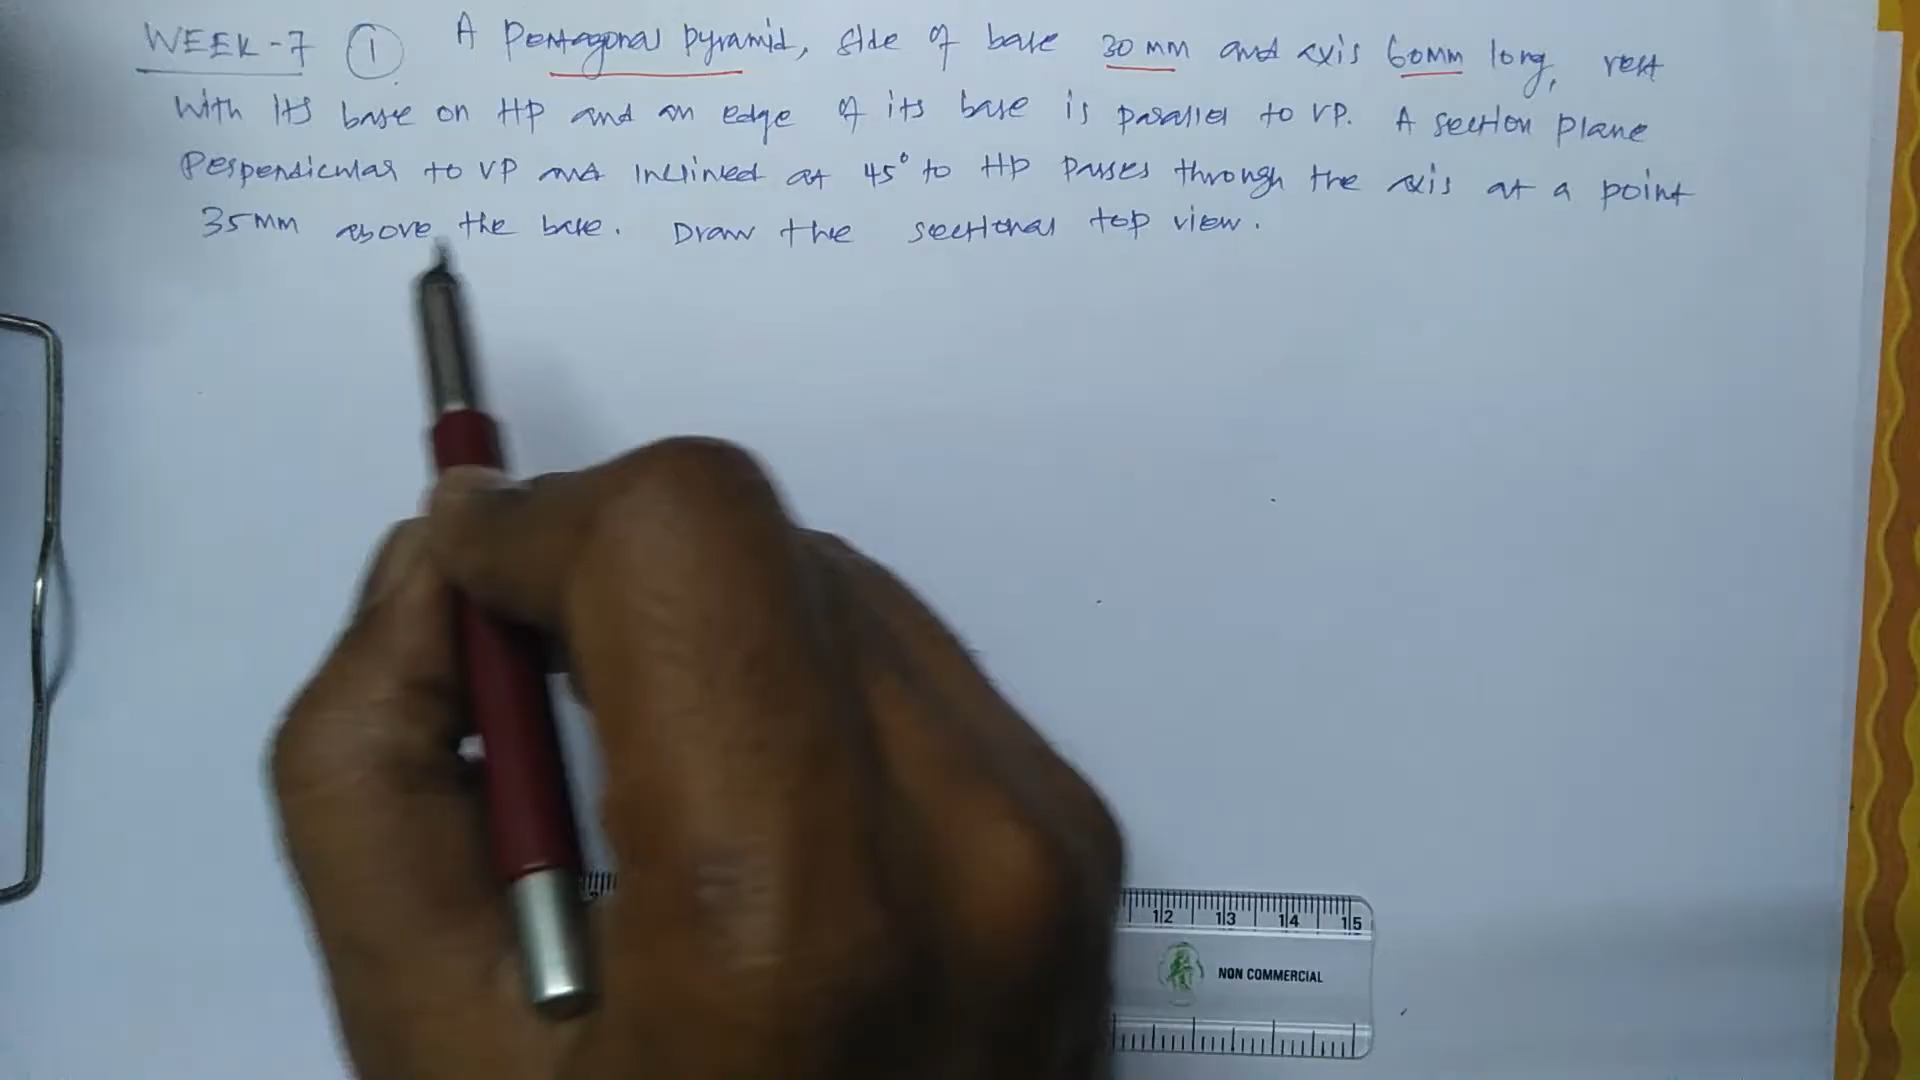 WEEK-7 ① A Pentagonal pyramid, side of base 30 mm and axis 60mm long, rest
with its base on HP and an edge of its base is parallel to VP. A section plane
Perpendicular to VP and inclined at 45° to HP passes through the axis at a point
35mm above the base. Draw the sectional top view.
12 13 14 15
NON COMMERCIAL